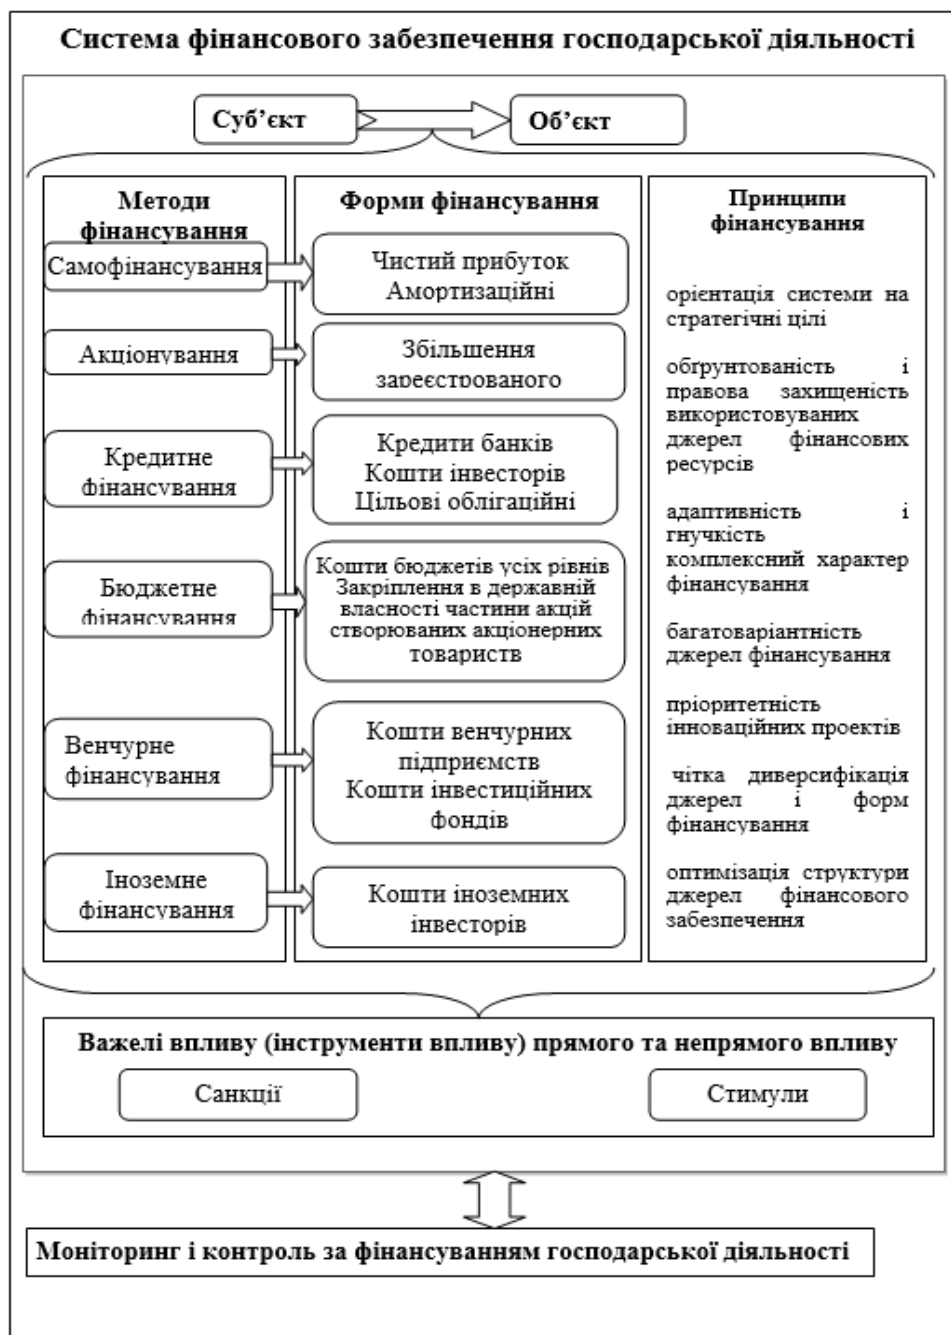 Система фінансового забезпечення господарської діяльності
Суб’єкт
Об’єкт
Методи
фінансування
Самофінансування
Акціонування
Кредитне
фінансування
Бюджетне
фінансування
Венчурне
фінансування
Іноземне
фінансування
Форми фінансування
Чистий прибуток
Амортизаційні
Збільшення
зареєстрованого
Кредити банків
Кошти інвесторів
Цільові облігаційні
Кошти бюджетів усіх рівнів
Закріплення в державній
власності частини акцій
створюваних акціонерних
товариств
Кошти венчурних
підприємств
Кошти інвестиційних
фондів
Кошти іноземних
інвесторів
Принципи
фінансування
орієнтація системи на
стратегічні цілі
обґрунтованість і
правова захищеність
використовуваних
джерел фінансових
ресурсів
адаптивність і
гнучкість
комплексний характер
фінансування
багатоваріантність
джерел фінансування
пріоритетність
інноваційних проектів
чітка диверсифікація
джерел і форм
фінансування
оптимізація структури
джерел фінансового
забезпечення
Важелі впливу (інструменти впливу) прямого та непрямого впливу
Санкції
Стимули
Моніторинг і контроль за фінансуванням господарської діяльності